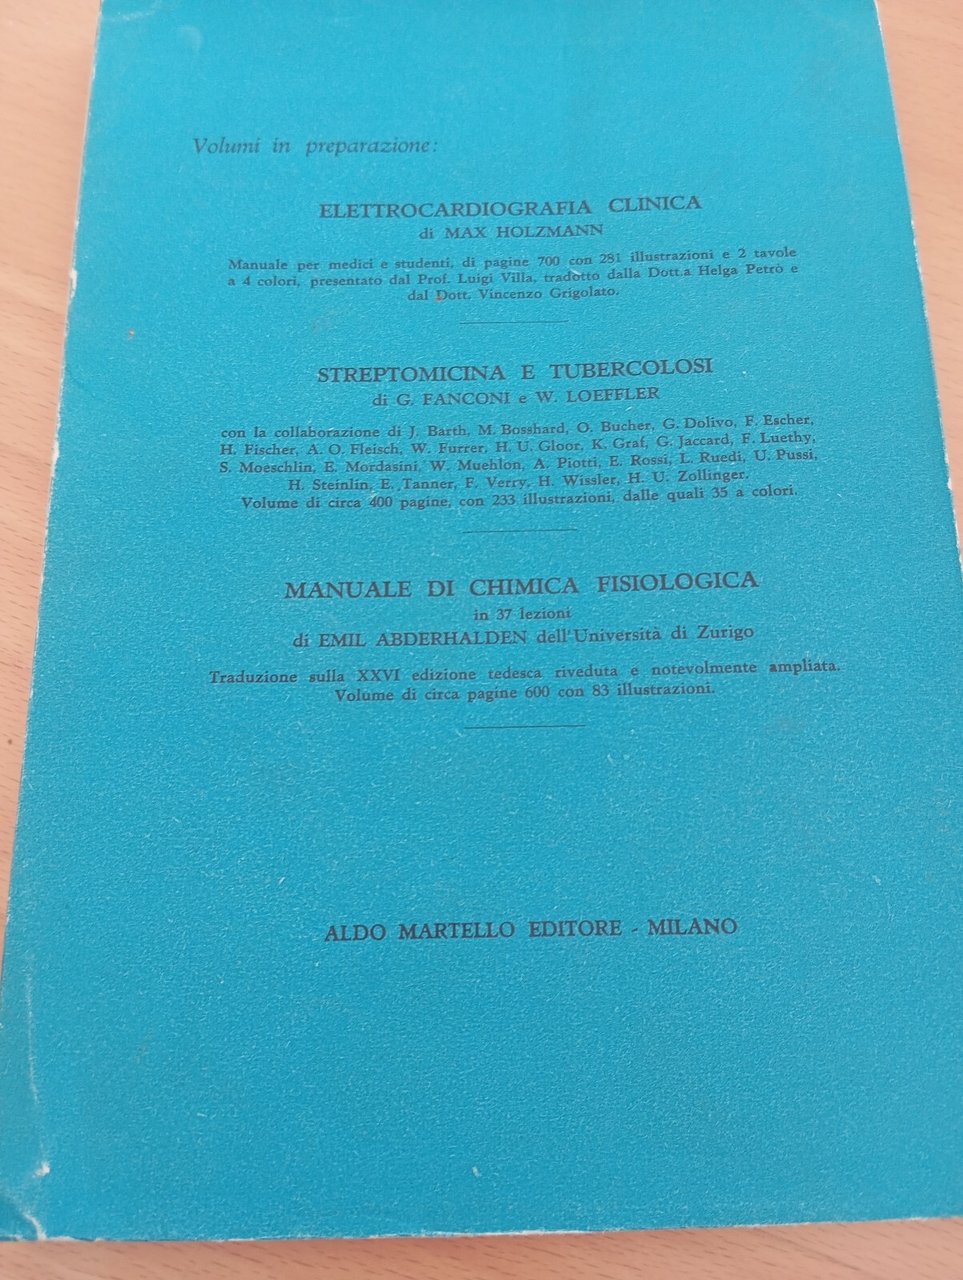 Volumi in preparazione:
ELETTROCARDIOGRAFIA CLINICA
di MAX HOLZMANN
Manuale per medici e studenti, di pagine 700 con 281 illustrazioni e 2 tavole
a 4 colori, presentato dal Prof. Luigi Villa, tradotto dalla Dott.a Helga Petrò e
dal Dott. Vincenzo Grigolato.
STREPTOMICINA E TUBERCOLOSI
di G. FANCONI e W. LOEFFLER
con la collaborazione di J. Barth, M. Bosshard, O. Bucher, G. Dolivo, F. Escher,
H. Fischer, A. O. Fleisch, W. Furrer, H. U. Gloor, K. Graf, G. Jaccard, F. Luethy,
S. Moeschlin, E. Mordasini, W. Muehlon, A. Piotti, E. Rossi, L. Ruedi, U. Pussi,
H. Steinlin, E. Tanner, F. Verry, H. Wissler, H. U. Zollinger.
Volume di circa 400 pagine, con 233 illustrazioni, dalle quali 35 a colori.
MANUALE DI CHIMICA FISIOLOGICA
in 37 lezioni
di EMIL ABDERHALDEN dell'Università di Zurigo
Traduzione sulla XXVI edizione tedesca riveduta e notevolmente ampliata.
Volume di circa pagine 600 con 83 illustrazioni.
ALDO MARTELLO EDITORE - MILANO